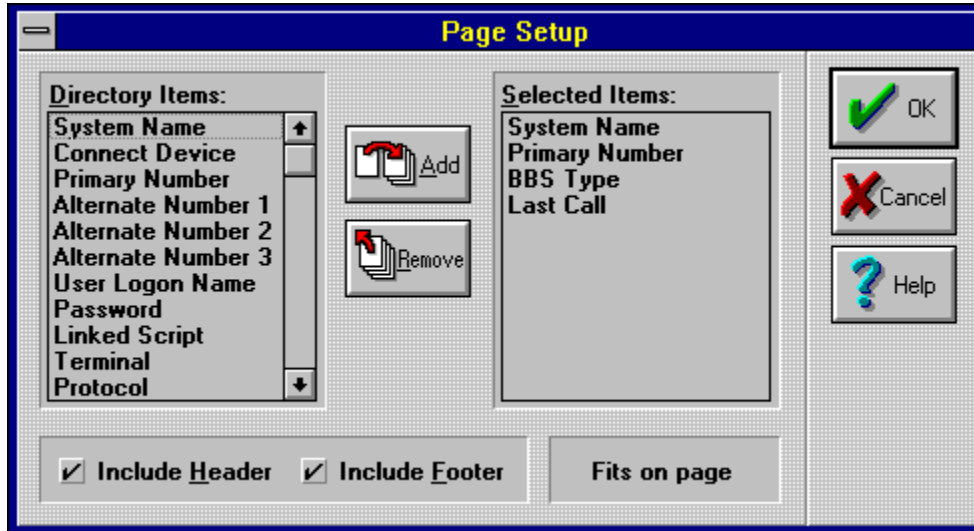 Page Setup
Directory Items:
System Name
Connect Device
Primary Number
Alternate Number 1
Alternate Number 2
Alternate Number 3
User Logon Name
Password
Linked Script
Terminal
Protocol
Add
Remove
Selected Items:
System Name
Primary Number
BBS Type
Last Call
OK
Cancel
Help
Include Header
Include Footer
Fits on page